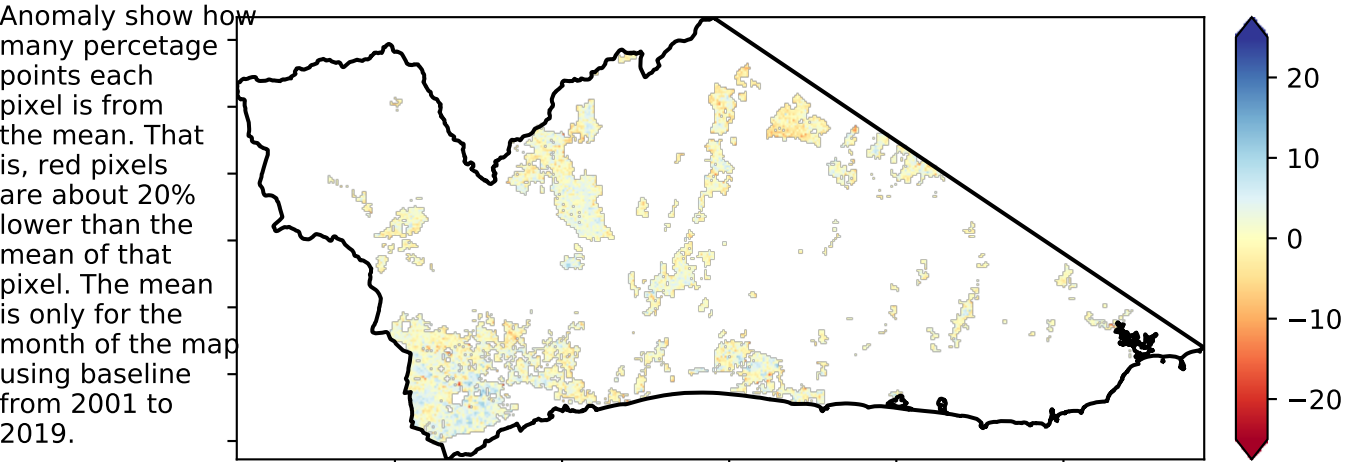 Anomaly show how
many percetage
points each
pixel is from
the mean. That
is, red pixels
are about 20%
lower than the
mean of that
pixel. The mean
is only for the
month of the map
using baseline
from 2001 to
2019.
20
10
0
−10
−20